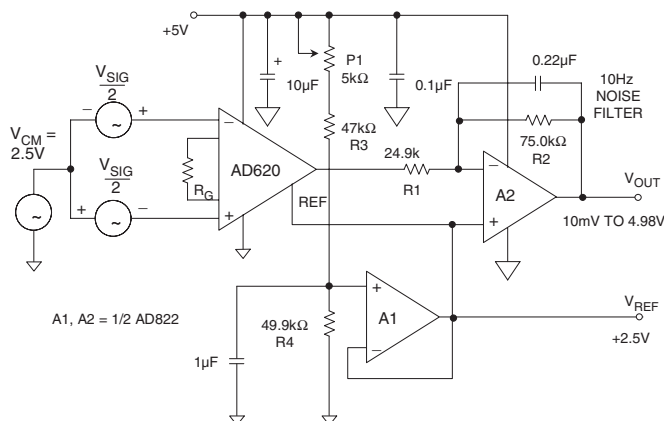 +5V
+
10µF
P1
5kΩ
0.1µF
0.22µF
10Hz
NOISE
FILTER
V_SIG
2
−
+
V_CM =
2.5V
~
~
47kΩ
R3
75.0kΩ
R2
−
AD620
+
R_G
REF
24.9k
R1
−
A2
+
V_OUT
10mV TO 4.98V
V_SIG
2
+
−
~
A1, A2 = 1/2 AD822
1µF
49.9kΩ
R4
+
A1
−
V_REF
+2.5V